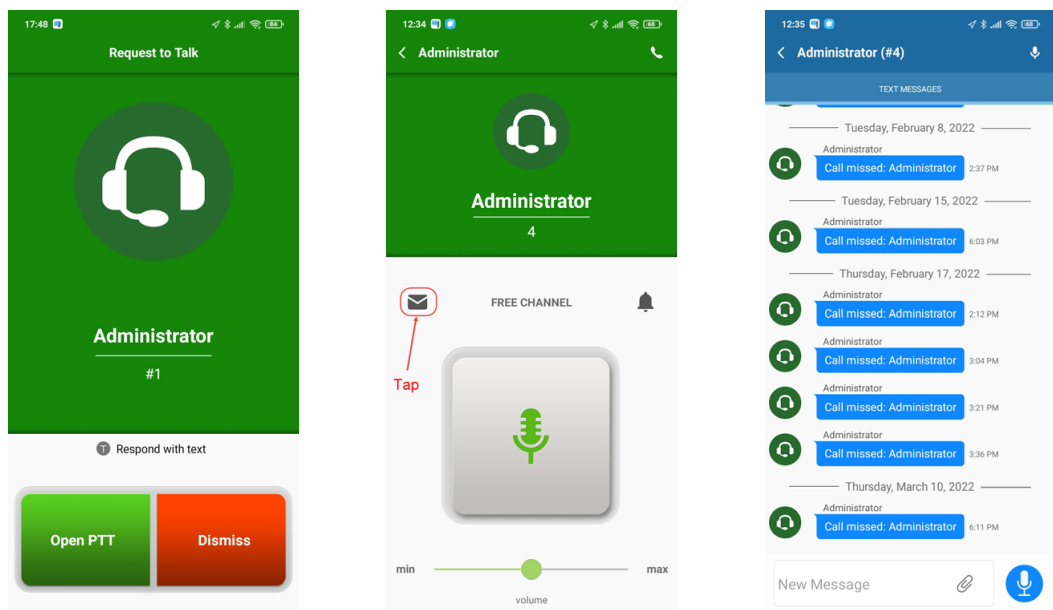 17:48
84
Request to Talk
Administrator
#1
T Respond with text
Open PTT
Dismiss
12:34
68
Administrator
Administrator
4
FREE CHANNEL
Tap
min
max
volume
12:35
68
Administrator (#4)
TEXT MESSAGES
Tuesday, February 8, 2022
Administrator
Call missed: Administrator 2:37 PM
Tuesday, February 15, 2022
Administrator
Call missed: Administrator 6:03 PM
Thursday, February 17, 2022
Administrator
Call missed: Administrator 2:12 PM
Administrator
Call missed: Administrator 3:04 PM
Administrator
Call missed: Administrator 3:21 PM
Administrator
Call missed: Administrator 3:36 PM
Thursday, March 10, 2022
Administrator
Call missed: Administrator 6:11 PM
New Message